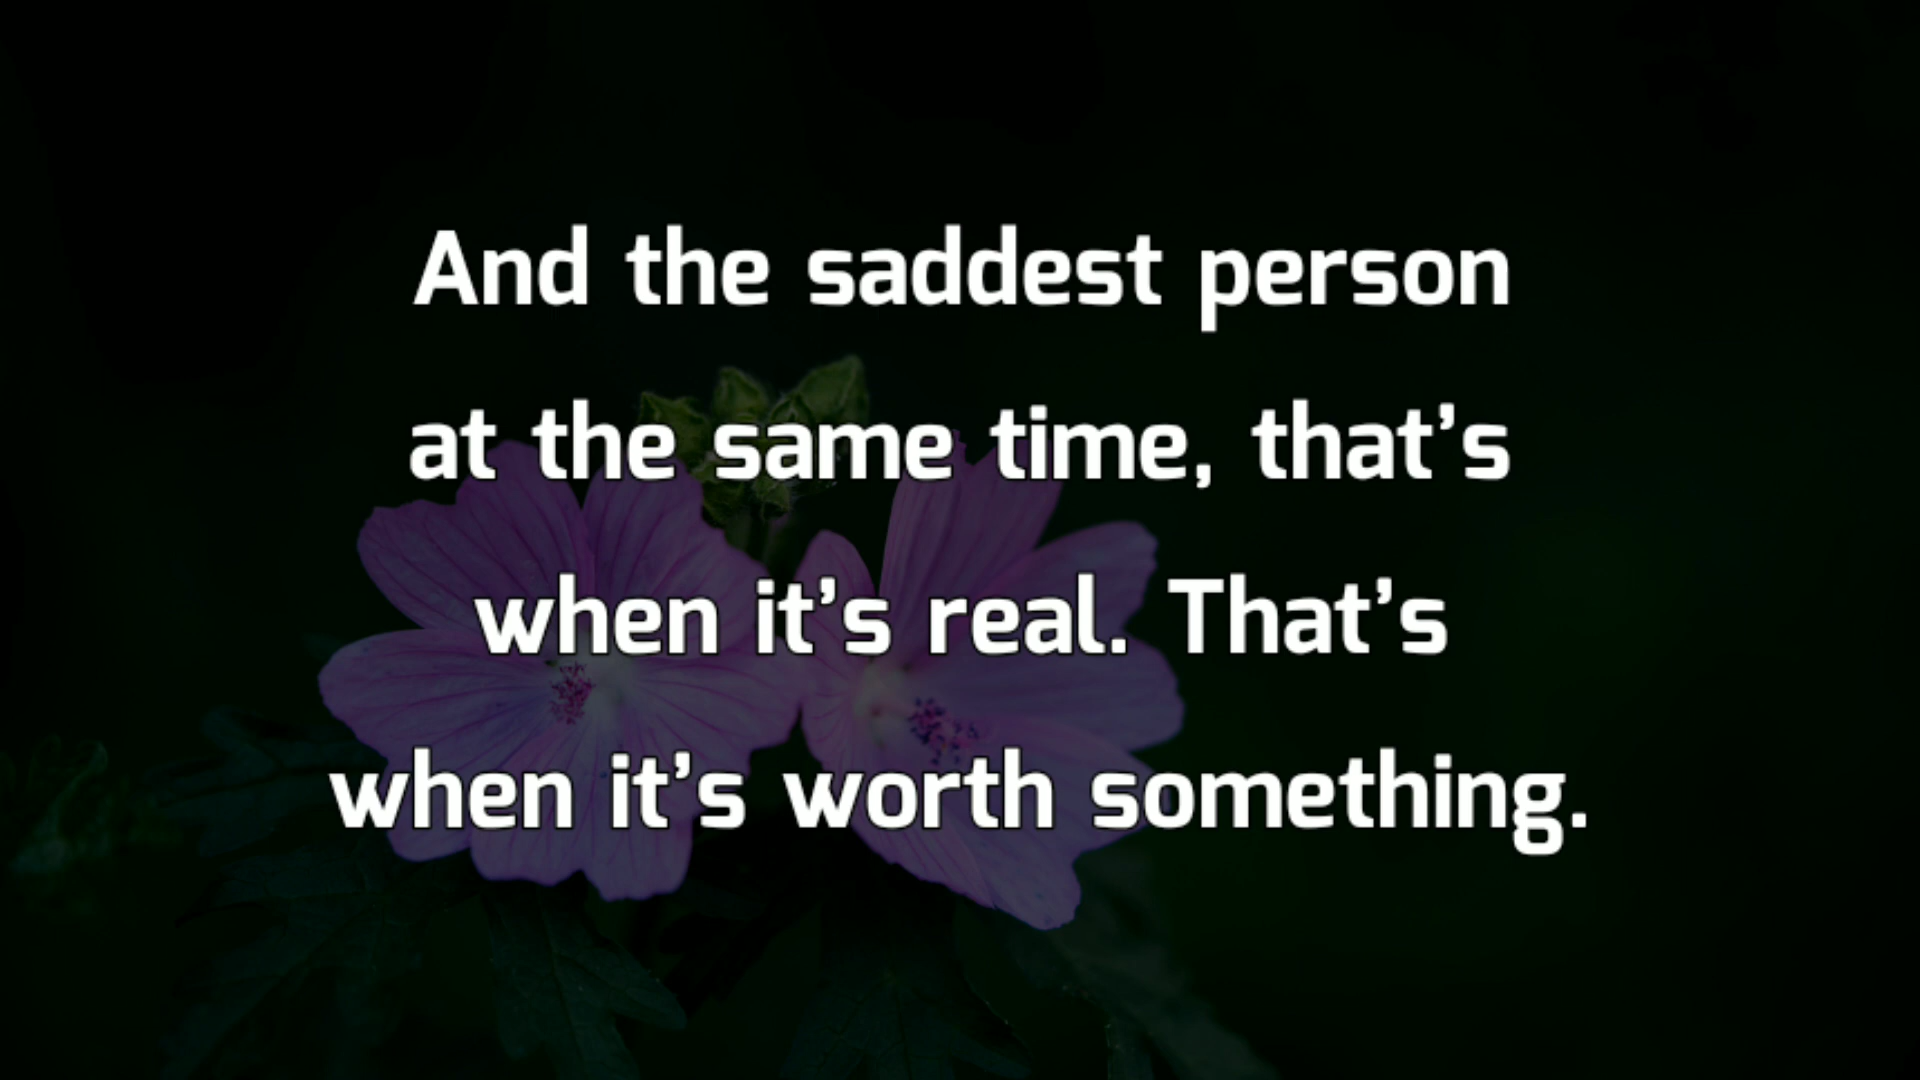 And the saddest person
at the same time, that’s
when it’s real. That’s
when it’s worth something.